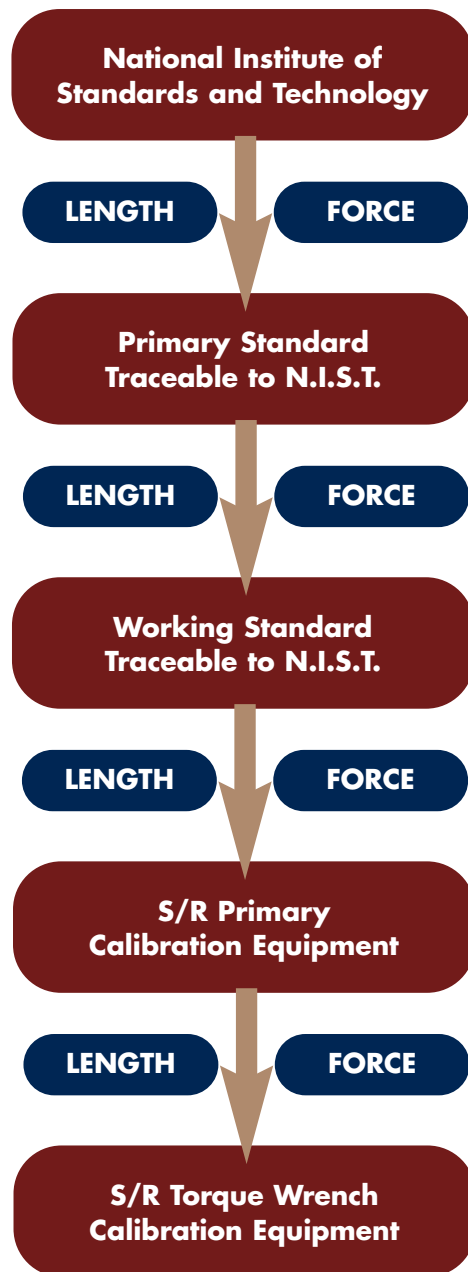 National Institute of
Standards and Technology
LENGTH
FORCE
Primary Standard
Traceable to N.I.S.T.
LENGTH
FORCE
Working Standard
Traceable to N.I.S.T.
LENGTH
FORCE
S/R Primary
Calibration Equipment
LENGTH
FORCE
S/R Torque Wrench
Calibration Equipment